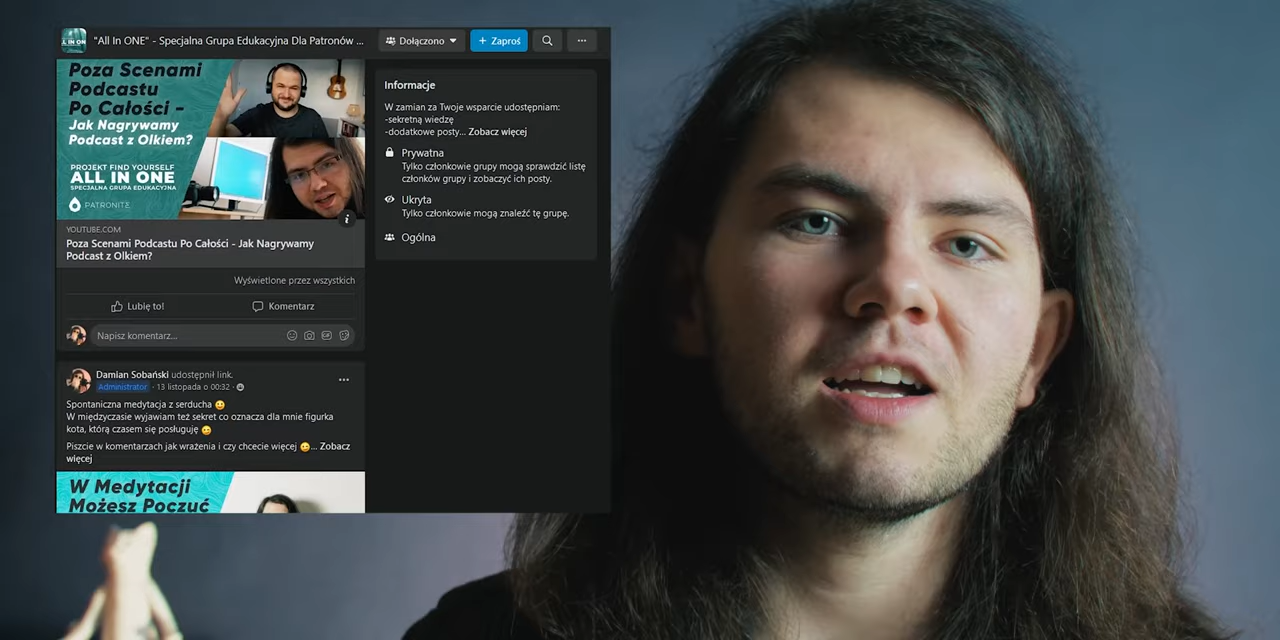 "All In ONE" - Specjalna Grupa Edukacyjna Dla Patronów ...
Dołączono
+ Zaproś
Poza Scenami
Podcastu
Po Całości -
Jak Nagrywamy
Podcast z Olkiem?
PROJEKT FIND YOURSELF
ALL IN ONE
SPECJALNA GRUPA EDUKACYJNA
PATRONITE
YOUTUBE.COM
Poza Scenami Podcastu Po Całości - Jak Nagrywamy
Podcast z Olkiem?
Wyświetlone przez wszystkich
Lubię to!
Komentarz
Napisz komentarz...
Damian Sobański udostępnił link.
Administrator · 13 listopada o 00:32 ·
Spontaniczna medytacja z serducha 😀
W międzyczasie wyjawiam też sekret co oznacza dla mnie figurka
kota, którą czasem się posługuję 😊
Piszcie w komentarzach jak wrażenia i czy chcecie więcej 😉... Zobacz
więcej
W Medytacji
Możesz Poczuć
Informacje
W zamian za Twoje wsparcie udostępniam:
-sekretną wiedzę
-dodatkowe posty... Zobacz więcej
Prywatna
Tylko członkowie grupy mogą sprawdzić listę
członków grupy i zobaczyć ich posty.
Ukryta
Tylko członkowie mogą znaleźć tę grupę.
Ogólna